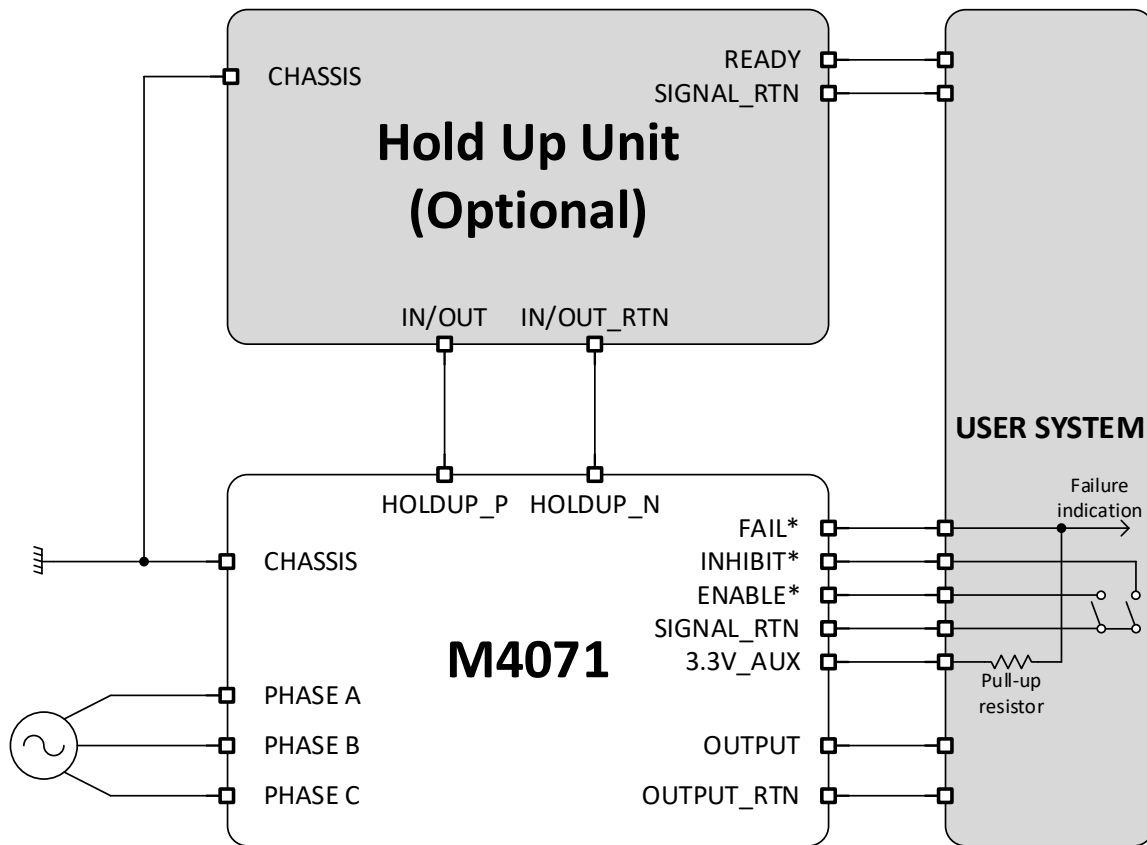 READY
CHASSIS
SIGNAL_RTN
Hold Up Unit
(Optional)
IN/OUT IN/OUT_RTN
USER SYSTEM
HOLDUP_P HOLDUP_N
Failure
indication
FAIL*
CHASSIS
INHIBIT*
ENABLE*
SIGNAL_RTN
M4071
3.3V_AUX
Pull-up
resistor
PHASE A
PHASE B
OUTPUT
PHASE C
OUTPUT_RTN